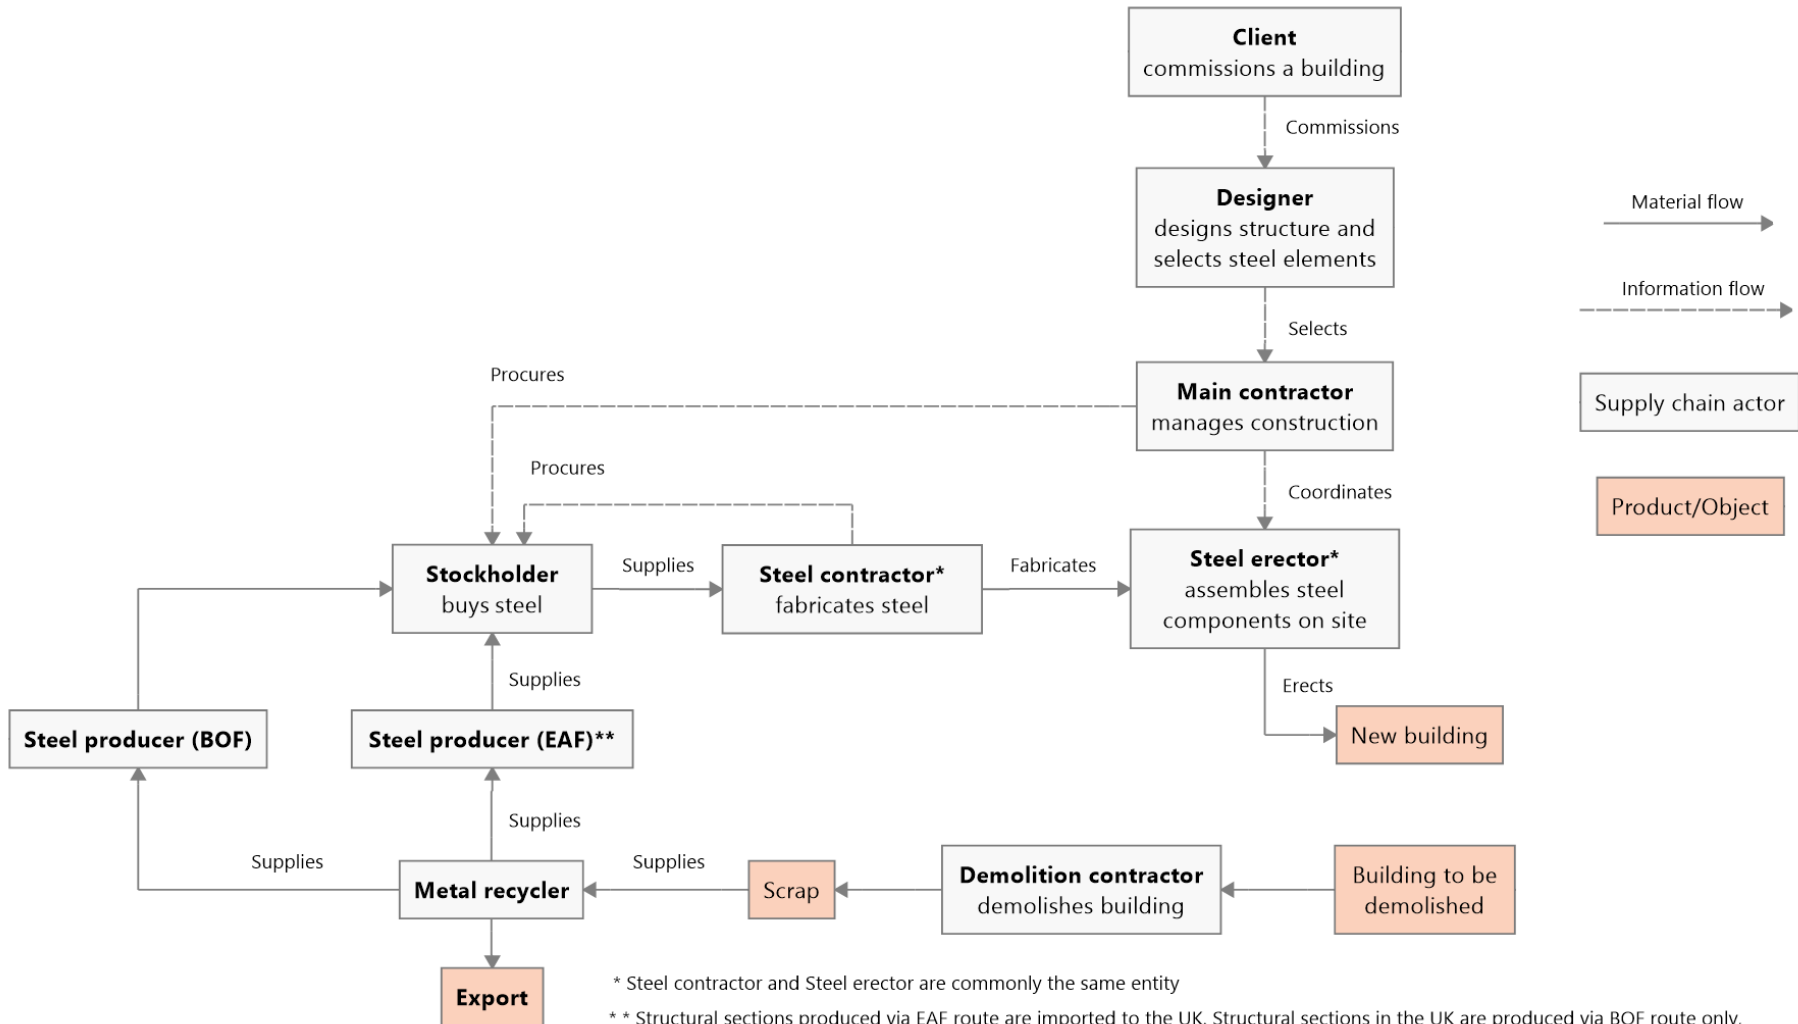 Client
commissions a building
Commissions
Designer
designs structure and
selects steel elements
Material flow
Information flow
Selects
Procures
Main contractor
manages construction
Supply chain actor
Procures
Coordinates
Product/Object
Stockholder
buys steel
Supplies
Steel contractor*
fabricates steel
Fabricates
Steel erector*
assembles steel
components on site
Supplies
Erects
Steel producer (BOF)
Steel producer (EAF)**
New building
Supplies
Supplies
Metal recycler
Supplies
Scrap
Demolition contractor
demolishes building
Building to be
demolished
Export
* Steel contractor and Steel erector are commonly the same entity
* * Structural sections produced via EAF route are imported to the UK. Structural sections in the UK are produced via BOF route only.